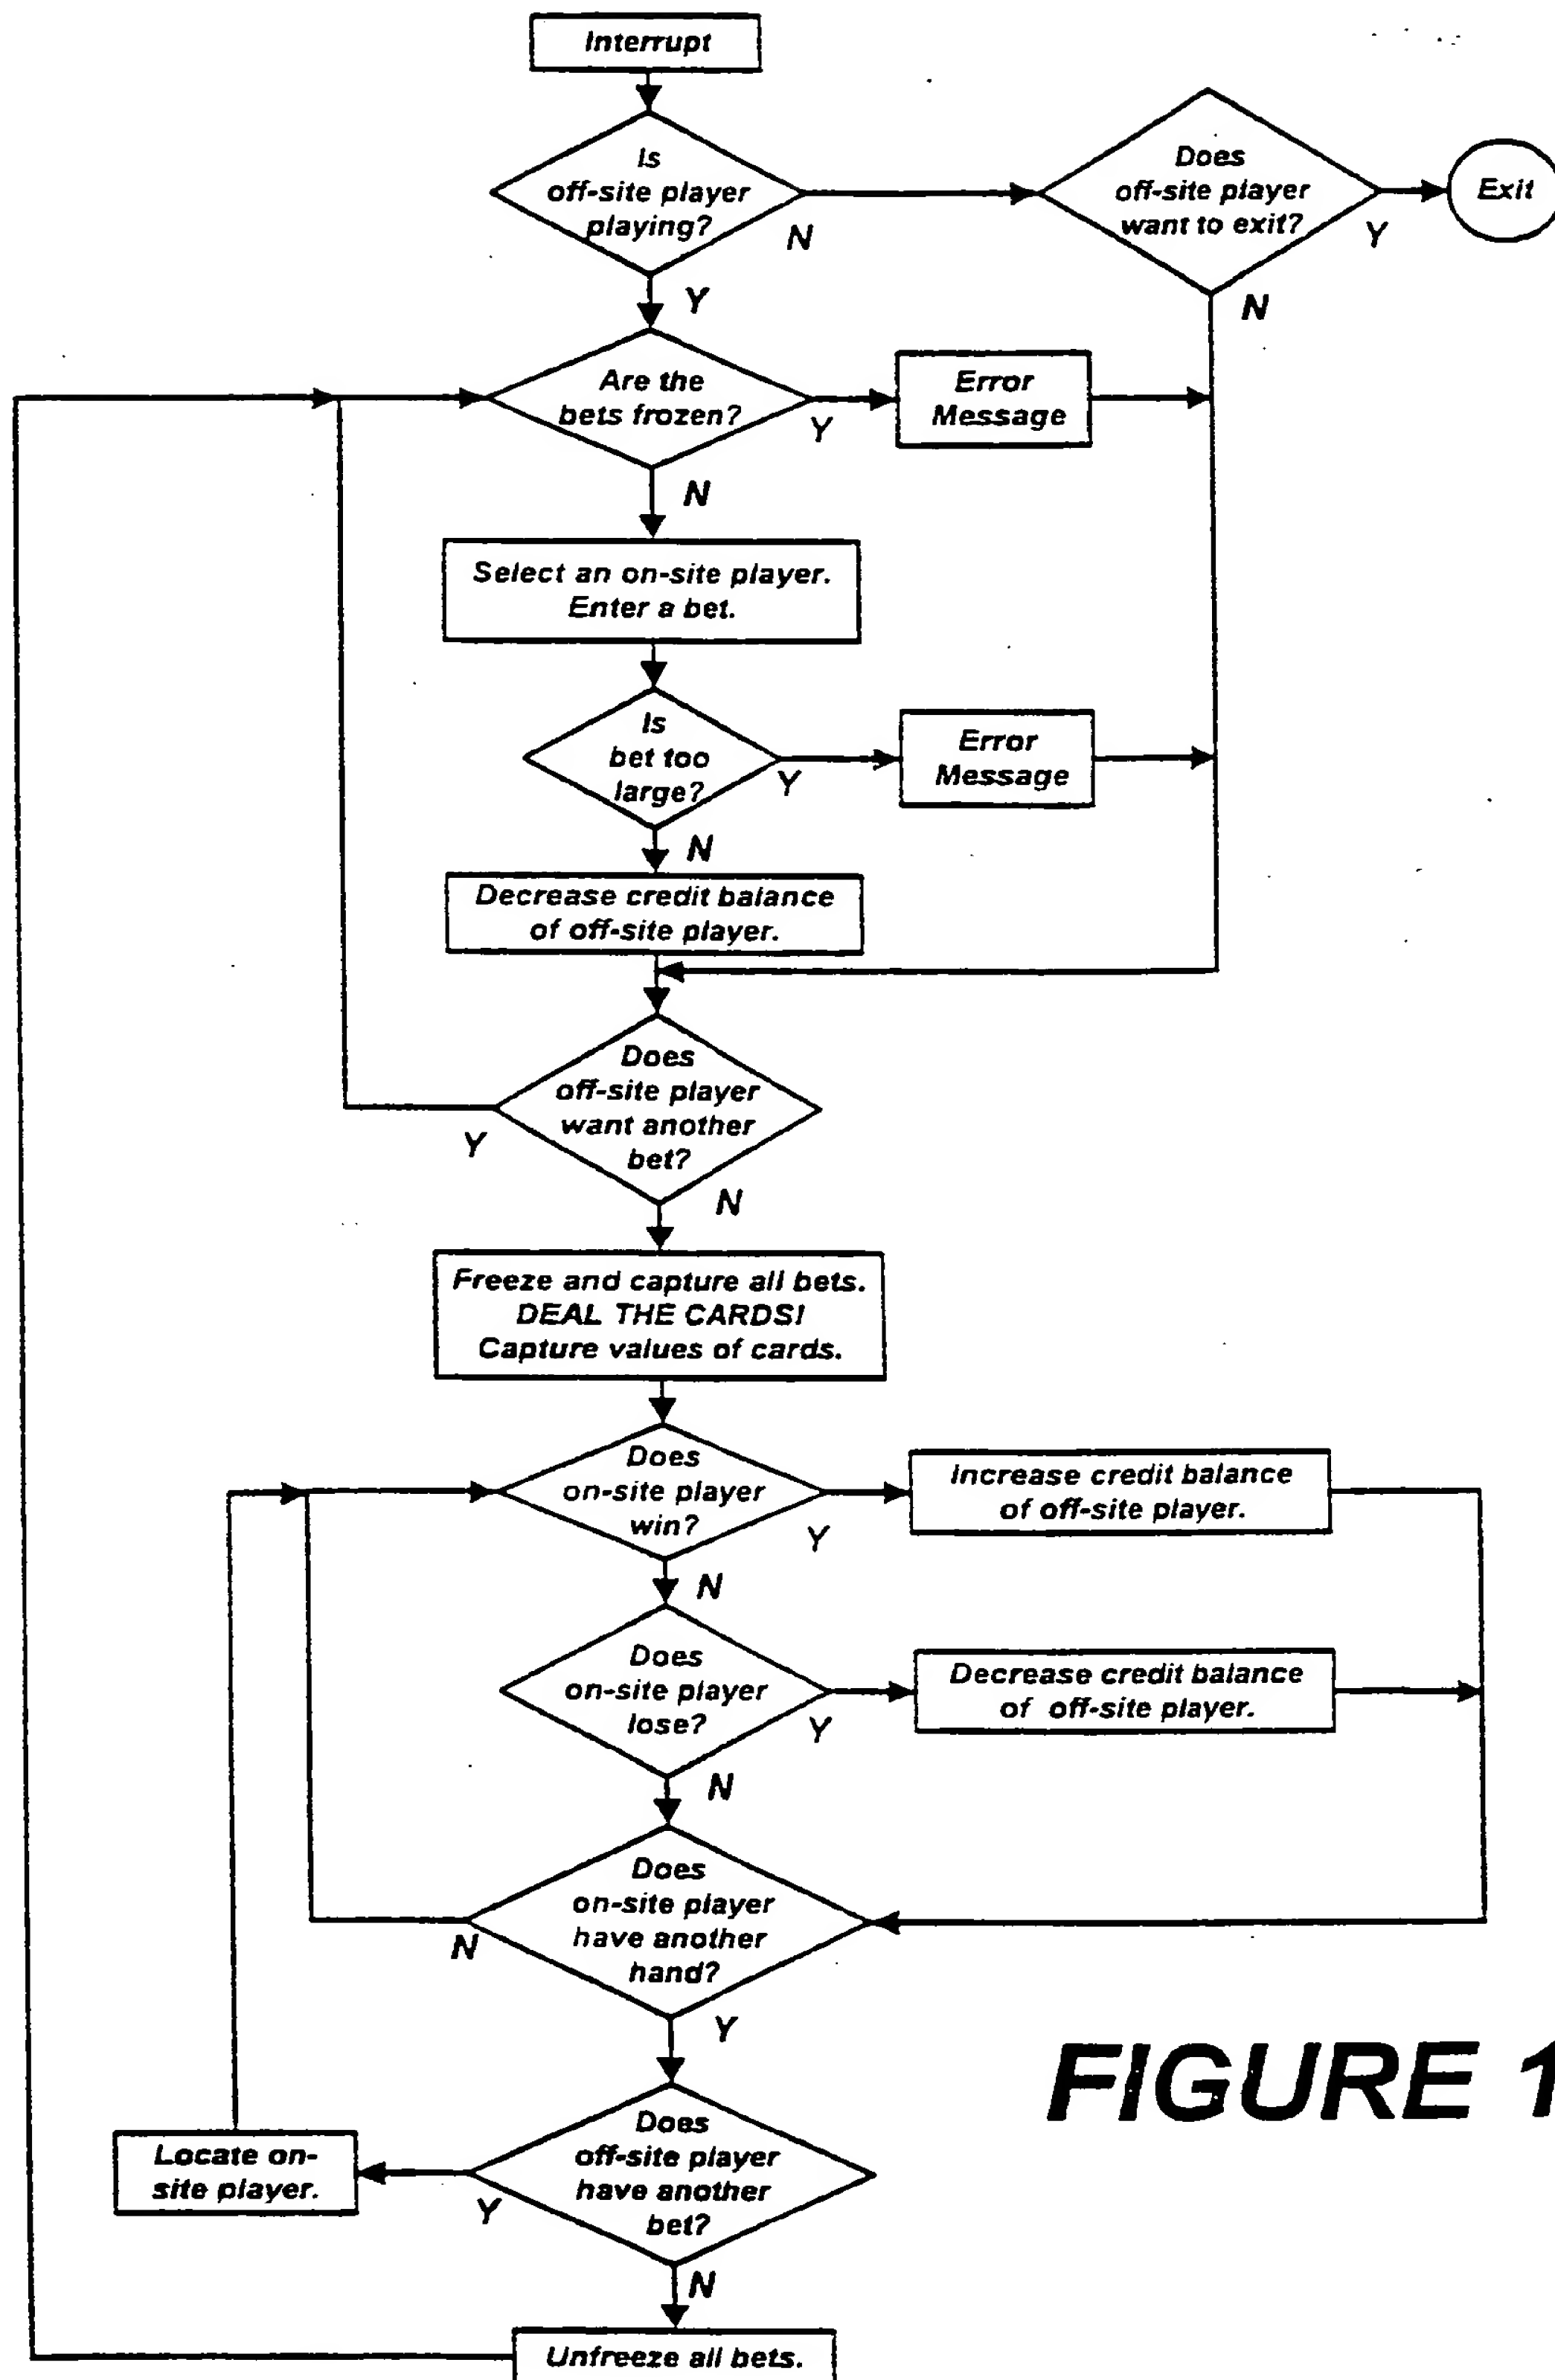 Interrupt
Is
off-site player
playing?
N
Does
off-site player
want to exit?
Y
Exit
Y
N
Are the
bets frozen?
Y
Error
Message
N
Select an on-site player.
Enter a bet.
Is
bet too
large?
Y
Error
Message
N
Decrease credit balance
of off-site player.
Does
off-site player
want another
bet?
Y
N
Freeze and capture all bets.
DEAL THE CARDS!
Capture values of cards.
Does
on-site player
win?
Y
Increase credit balance
of off-site player.
N
Does
on-site player
lose?
Y
Decrease credit balance
of off-site player.
N
Does
on-site player
have another
hand?
N
Y
FIGURE 1
Does
off-site player
have another
bet?
Y
Locate on-
site player.
N
Unfreeze all bets.